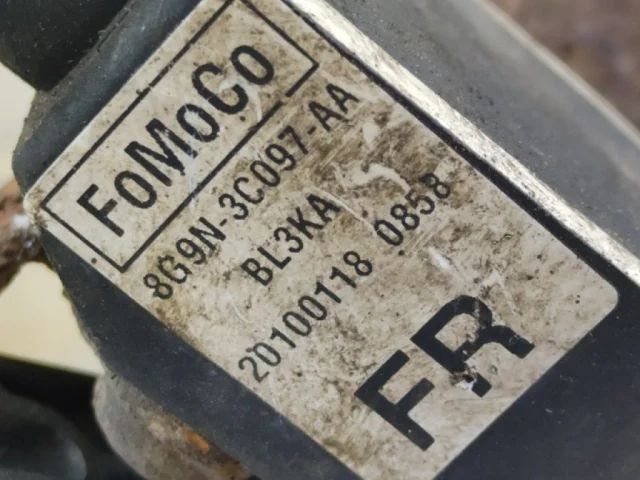 FoMoCo
8G9N-3C097-AA
BL3KA
20100118 0858
FR